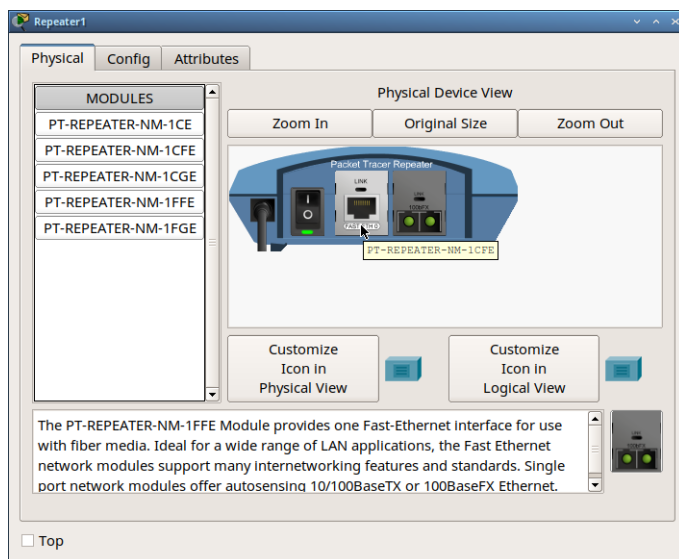 Repeater1
Physical
Config
Attributes
MODULES
PT-REPEATER-NM-1CE
PT-REPEATER-NM-1CFE
PT-REPEATER-NM-1CGE
PT-REPEATER-NM-1FFE
PT-REPEATER-NM-1FGE
Physical Device View
Zoom In
Original Size
Zoom Out
Packet Tracer Repeater
LINK
LINK
100bFX
PT-REPEATER-NM-1CFE
Customize
Icon in
Physical View
Customize
Icon in
Logical View
The PT-REPEATER-NM-1FFE Module provides one Fast-Ethernet interface for use
with fiber media. Ideal for a wide range of LAN applications, the Fast Ethernet
network modules support many internetworking features and standards. Single
port network modules offer autosensing 10/100BaseTX or 100BaseFX Ethernet.
100bFX
Top